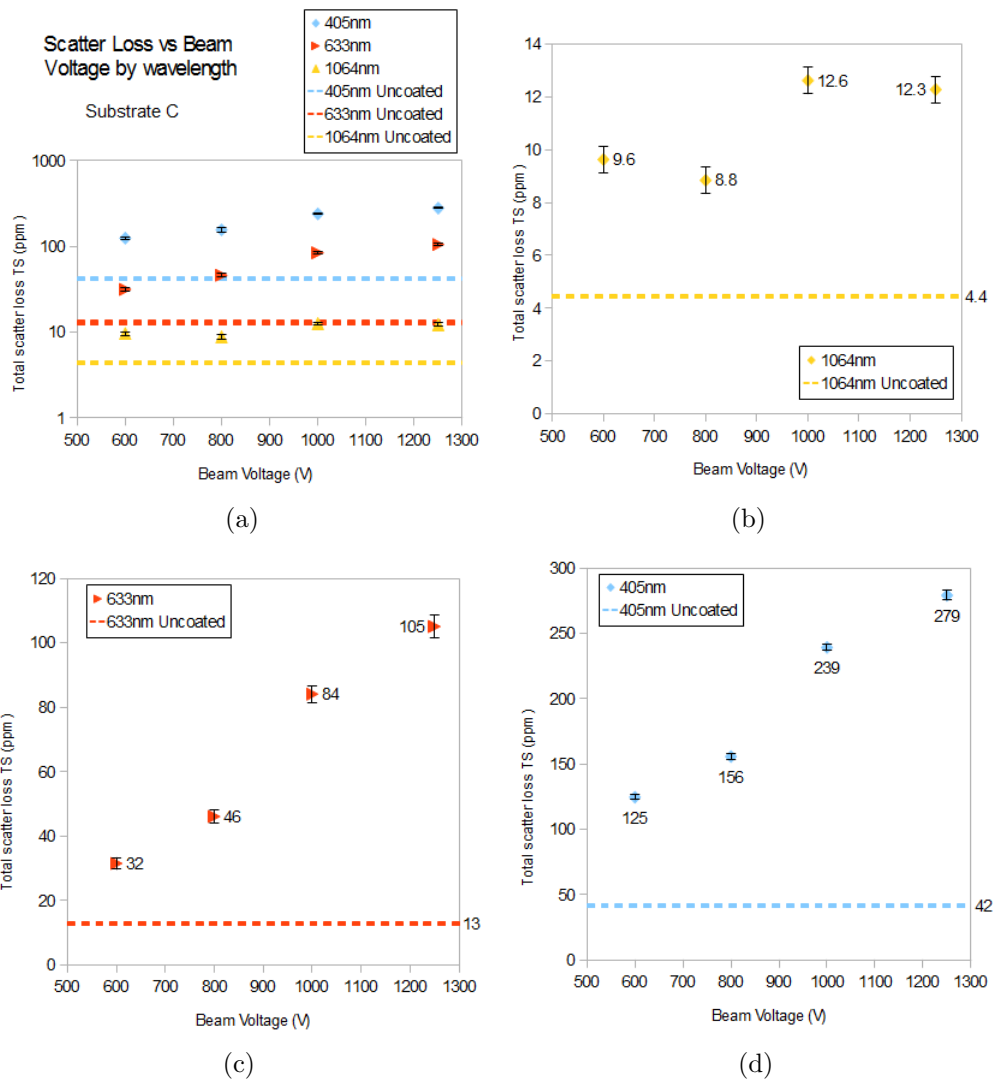 Scatter Loss vs Beam
Voltage by wavelength
Substrate C
405nm
633nm
1064nm
405nm Uncoated
633nm Uncoated
1064nm Uncoated
Total scatter loss TS (ppm)
1000
100
10
1
500 600 700 800 900 1000 1100 1200 1300
Beam Voltage (V)
(a)
Total scatter loss TS (ppm)
14
12
10
8
6
4
2
0
9.6
8.8
12.6
12.3
4.4
1064nm
1064nm Uncoated
500 600 700 800 900 1000 1100 1200 1300
Beam Voltage (V)
(b)
633nm
633nm Uncoated
Total scatter loss TS (ppm)
120
100
80
60
40
20
0
32
46
84
105
13
500 600 700 800 900 1000 1100 1200 1300
Beam Voltage (V)
(c)
405nm
405nm Uncoated
Total scatter loss TS (ppm)
300
250
200
150
100
50
0
125
156
239
279
42
500 600 700 800 900 1000 1100 1200 1300
Beam Voltage (V)
(d)